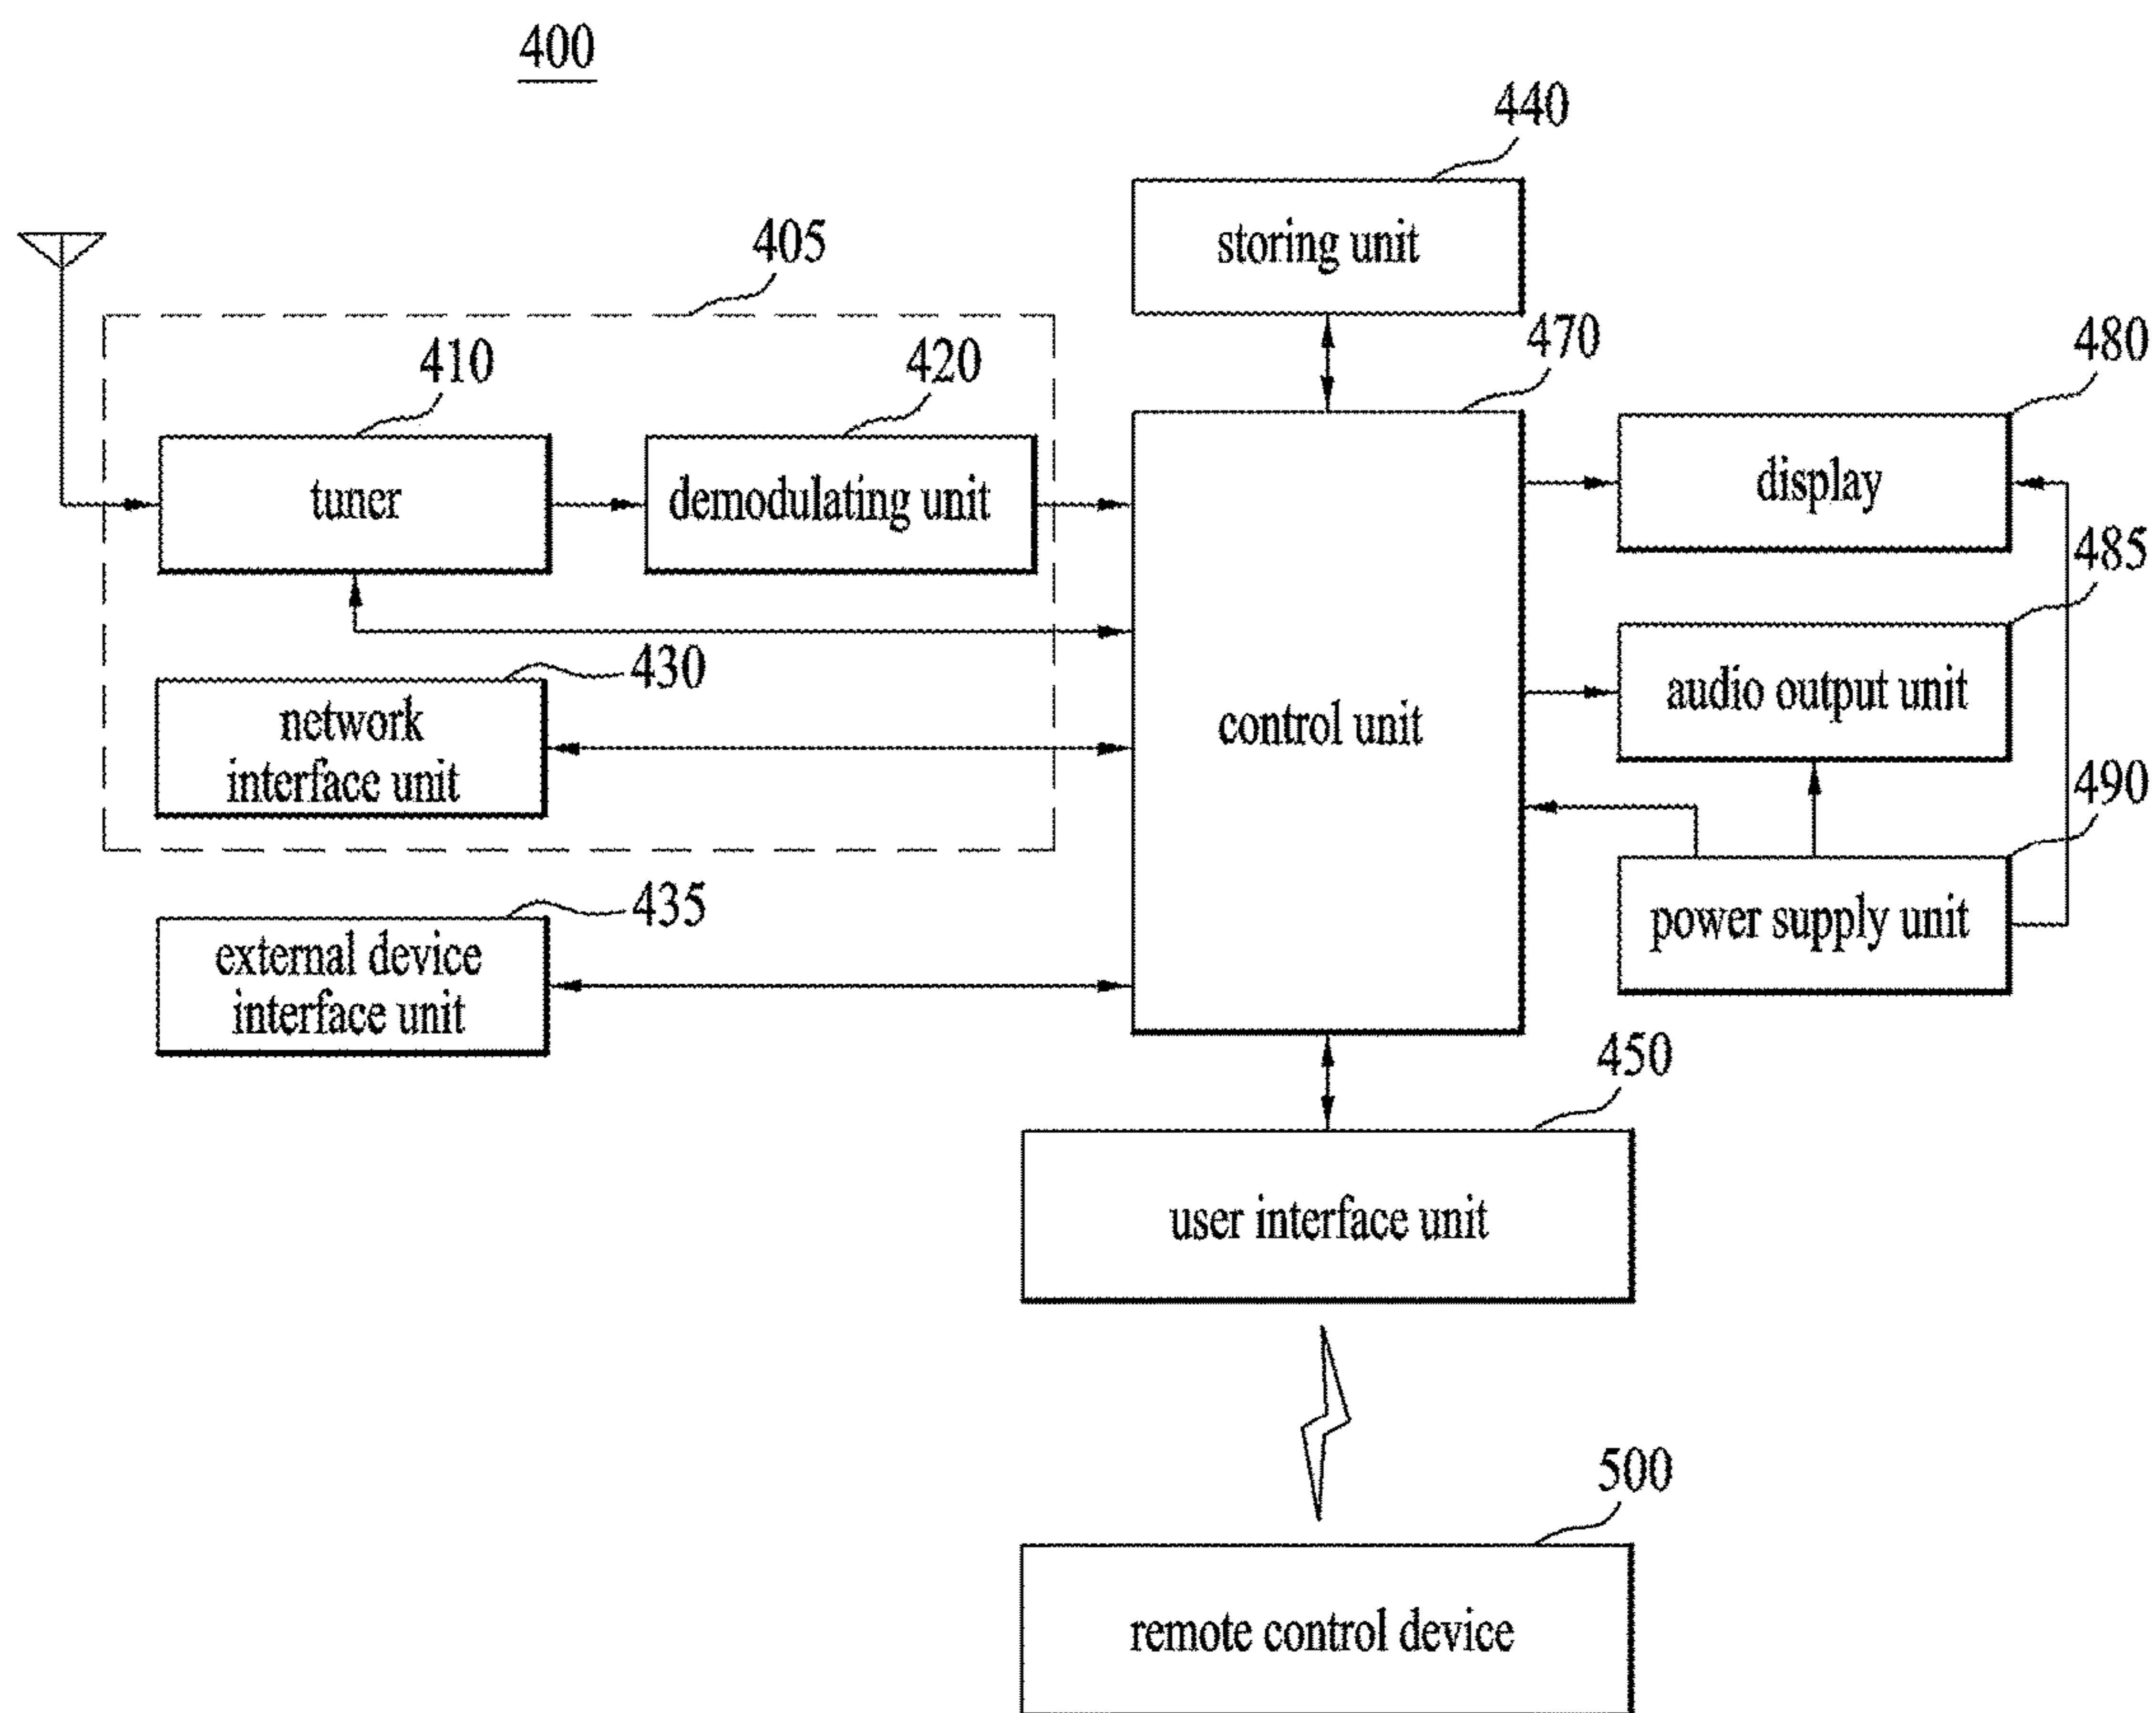 400
440
storing unit
405
470
480
410
420
display
tuner
demodulating unit
485
430
audio output unit
network
interface unit
control unit
490
435
power supply unit
external device
interface unit
450
user interface unit
500
remote control device